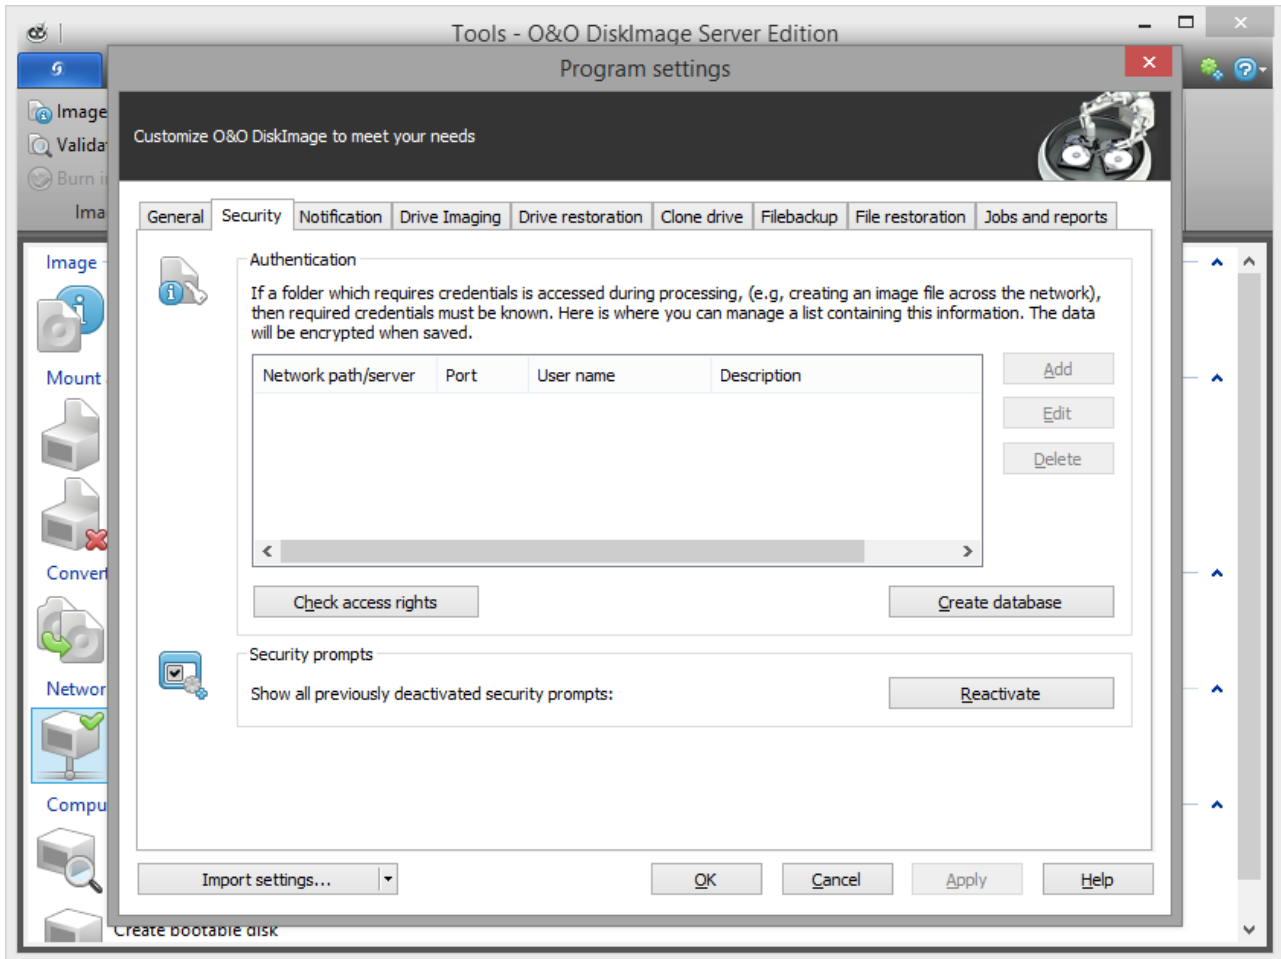 Tools - O&O DiskImage Server Edition
Program settings
Image
Valida
Burn i
Ima
Customize O&O DiskImage to meet your needs
General Security Notification Drive Imaging Drive restoration Clone drive Filebackup File restoration Jobs and reports
Image
Authentication
If a folder which requires credentials is accessed during processing, (e.g, creating an image file across the network),
then required credentials must be known. Here is where you can manage a list containing this information. The data
will be encrypted when saved.
Network path/server Port User name Description
Add
Mount
Edit
Delete
Convert
Check access rights Create database
Security prompts
Networ
Show all previously deactivated security prompts: Reactivate
Compu
Import settings... OK Cancel Apply Help
Create bootable disk